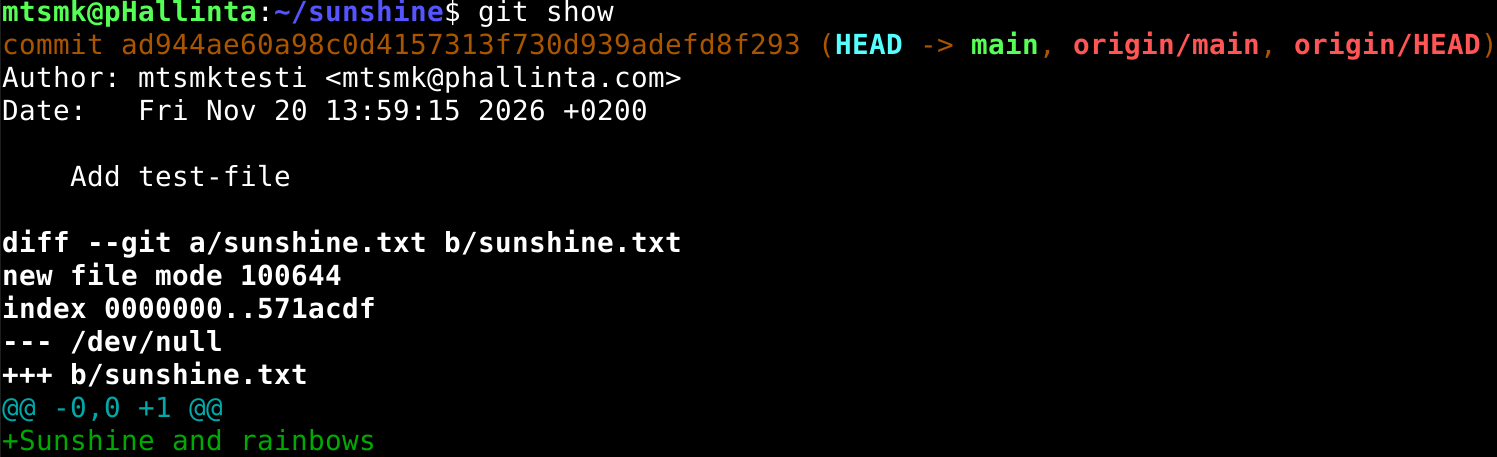 mtsmk@pHallinta:~/sunshine$ git show
commit ad944ae60a98c0d4157313f730d939adefd8f293 (HEAD -> main, origin/main, origin/HEAD)
Author: mtsmktesti <mtsmk@phallinta.com>
Date:   Fri Nov 20 13:59:15 2026 +0200
    Add test-file
diff --git a/sunshine.txt b/sunshine.txt
new file mode 100644
index 0000000..571acdf
--- /dev/null
+++ b/sunshine.txt
@@ -0,0 +1 @@
+Sunshine and rainbows